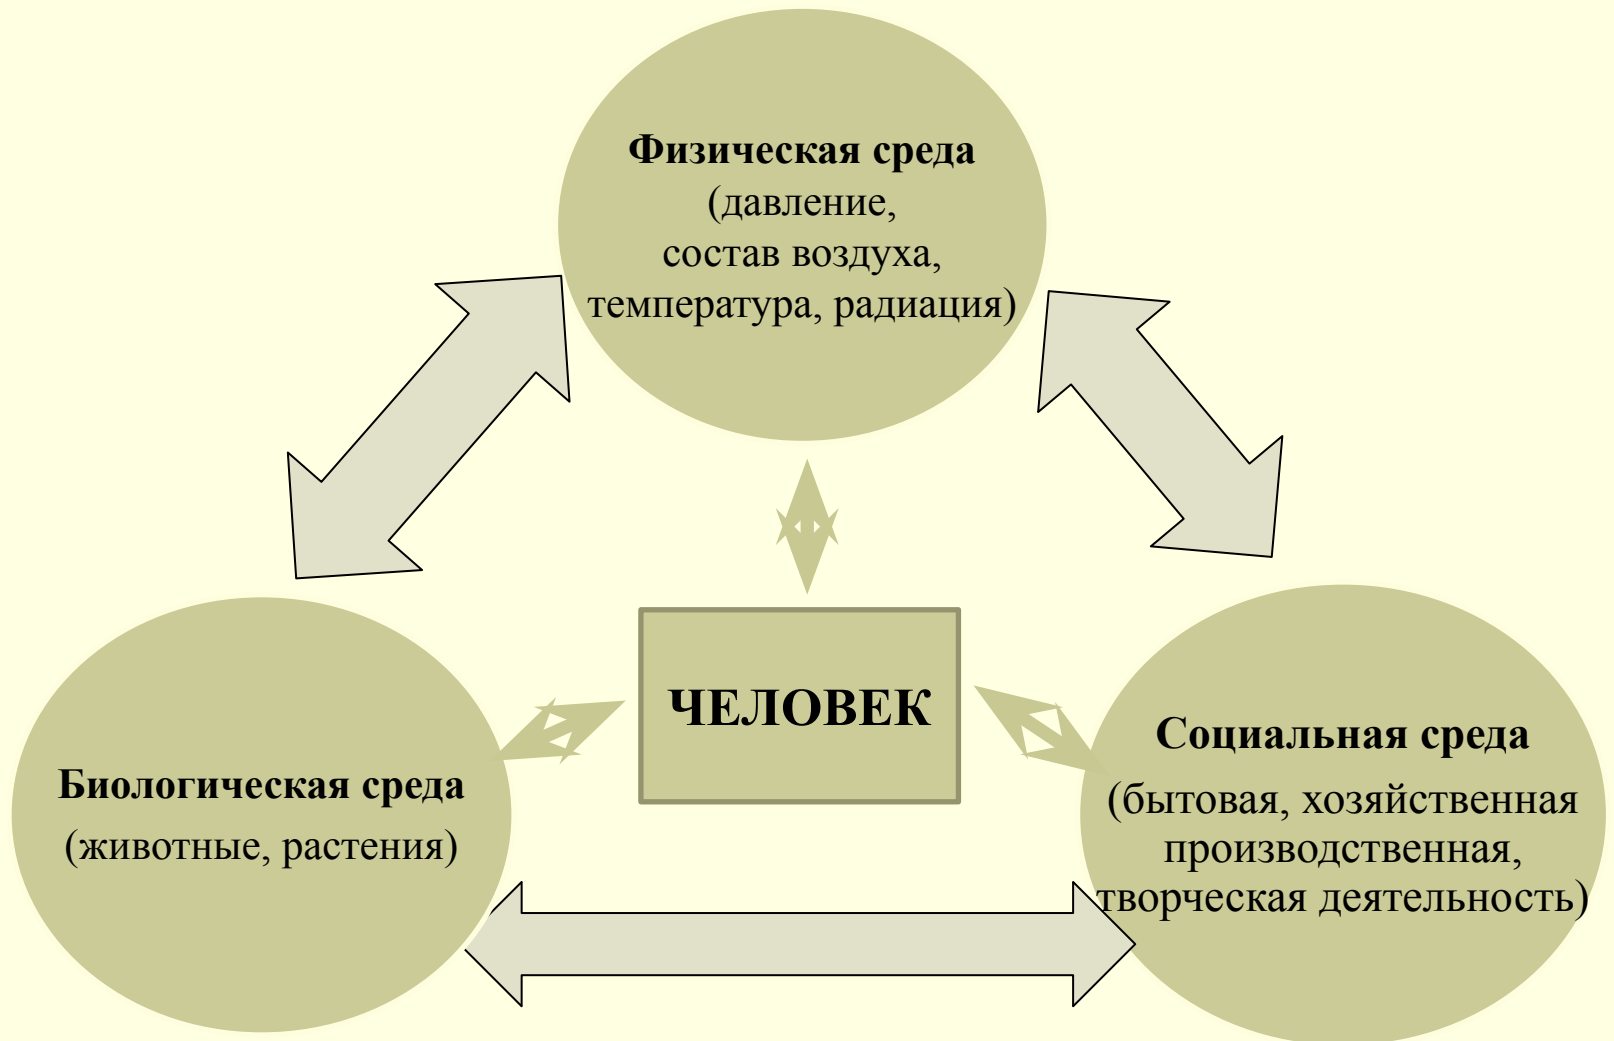 Физическая среда
(давление,
состав воздуха,
температура, радиация)
ЧЕЛОВЕК
Биологическая среда
(животные, растения)
Социальная среда
(бытовая, хозяйственная
производственная,
творческая деятельность)